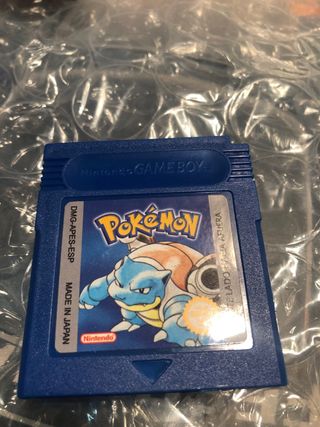 Nintendo GAME BOY
POKéMON
DMG-APES-ESP
MADE IN JAPAN
Nintendo